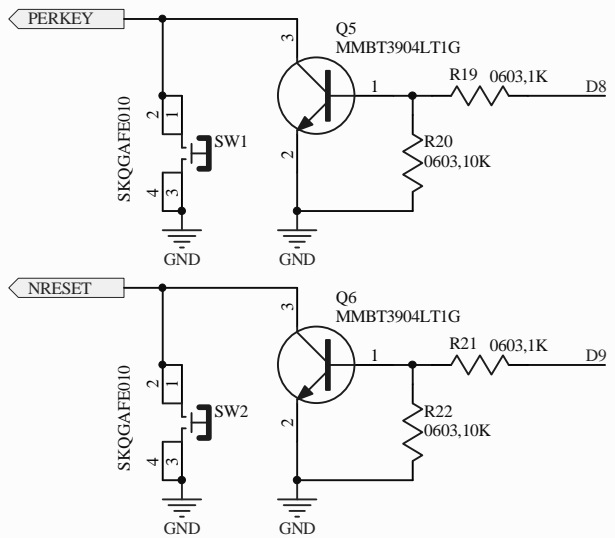 PERKEY
Q5
MMBT3904LT1G
3
1
R19
0603,1K
D8
2
1
SKQGAFE010
SW1
R20
0603,10K
2
4
3
GND
GND
NRESET
Q6
MMBT3904LT1G
3
1
R21
0603,1K
D9
2
1
SKQGAFE010
SW2
R22
0603,10K
2
4
3
GND
GND